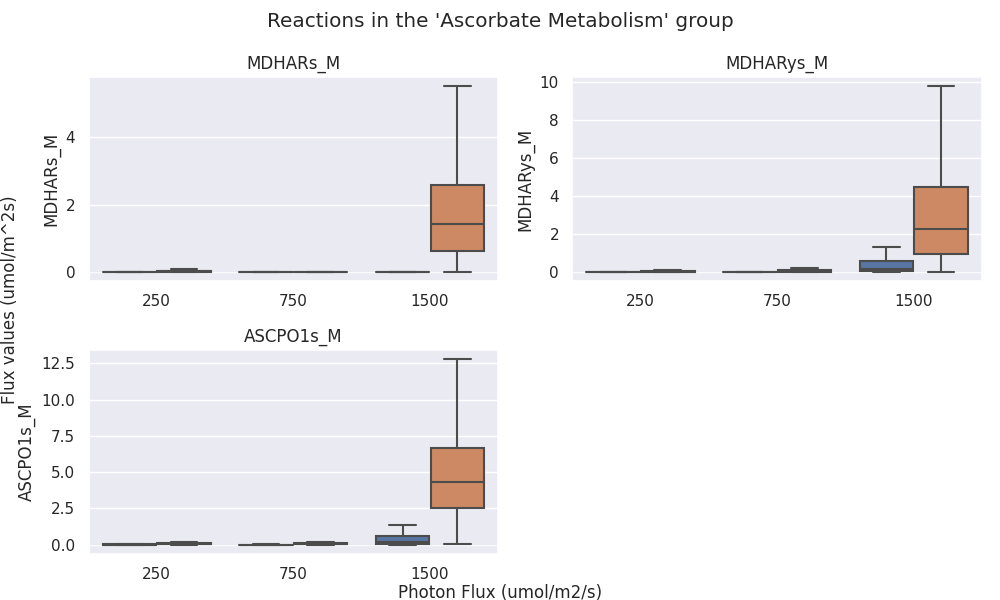 Reactions in the 'Ascorbate Metabolism' group
MDHARs_M
MDHARs_M
4
2
0
250
750
1500
MDHARys_M
MDHARys_M
10
8
6
4
2
0
250
750
1500
Flux values (umol/m^2s)
ASCPO1s_M
ASCPO1s_M
12.5
10.0
7.5
5.0
2.5
0.0
250
750
1500
Photon Flux (umol/m2/s)